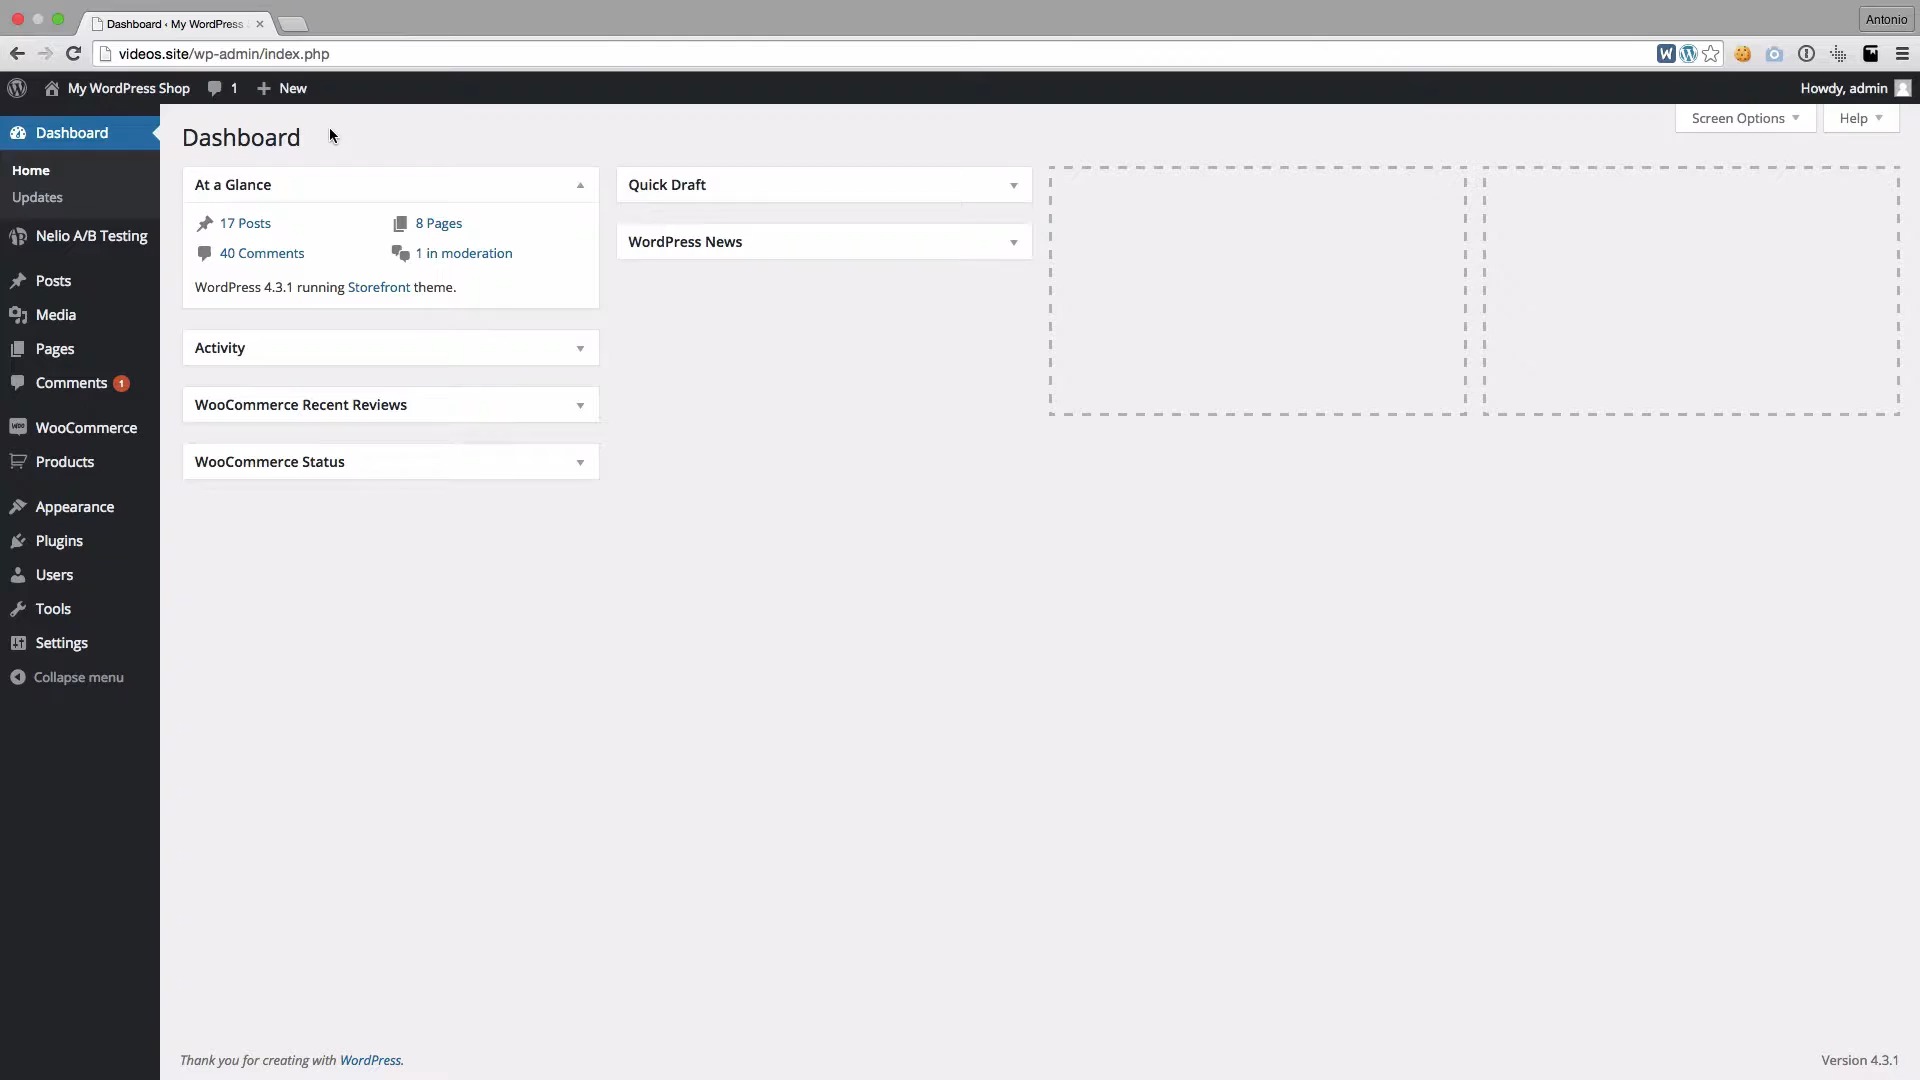 Dashboard ‹ My WordPress
Antonio
videos.site/wp-admin/index.php
My WordPress Shop
1
New
Howdy, admin
Dashboard
Home
Updates
Nelio A/B Testing
Posts
Media
Pages
Comments 1
WooCommerce
Products
Appearance
Plugins
Users
Tools
Settings
Collapse menu
Screen Options
Help
Dashboard
At a Glance
17 Posts
8 Pages
40 Comments
1 in moderation
WordPress 4.3.1 running Storefront theme.
Activity
WooCommerce Recent Reviews
WooCommerce Status
Quick Draft
WordPress News
Thank you for creating with WordPress.
Version 4.3.1